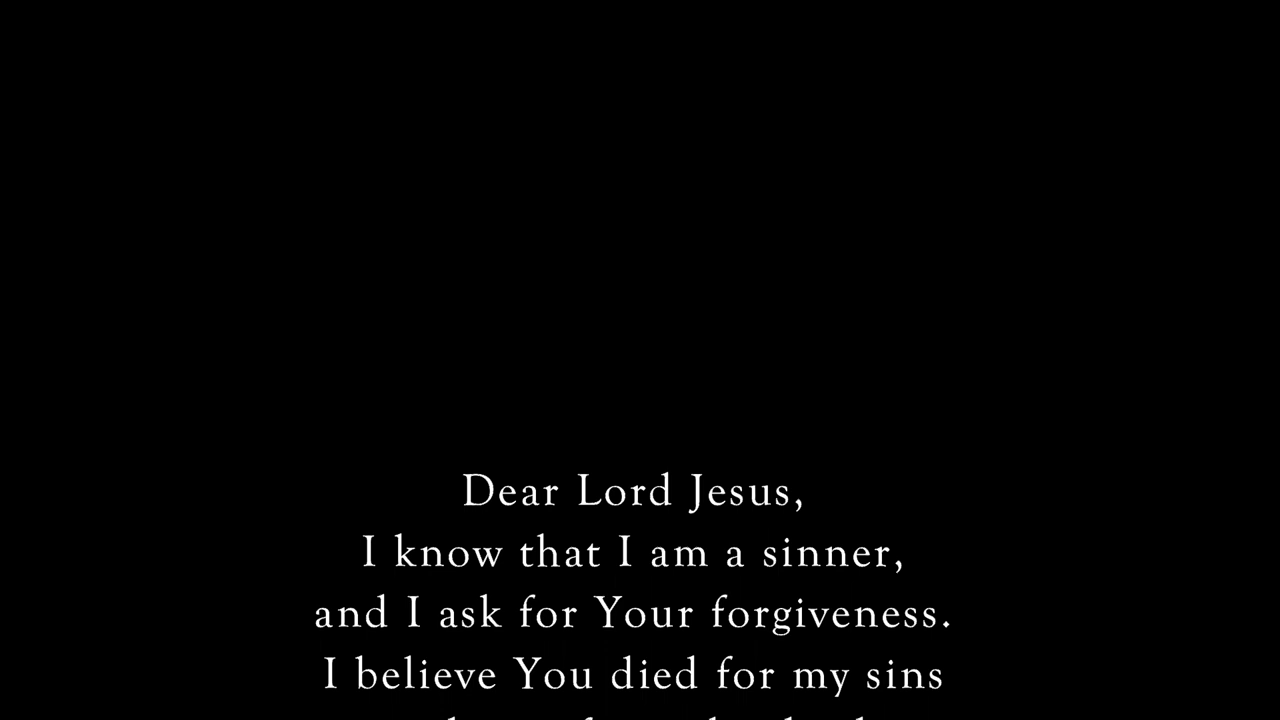 Dear Lord Jesus,
I know that I am a sinner,
and I ask for Your forgiveness.
I believe You died for my sins